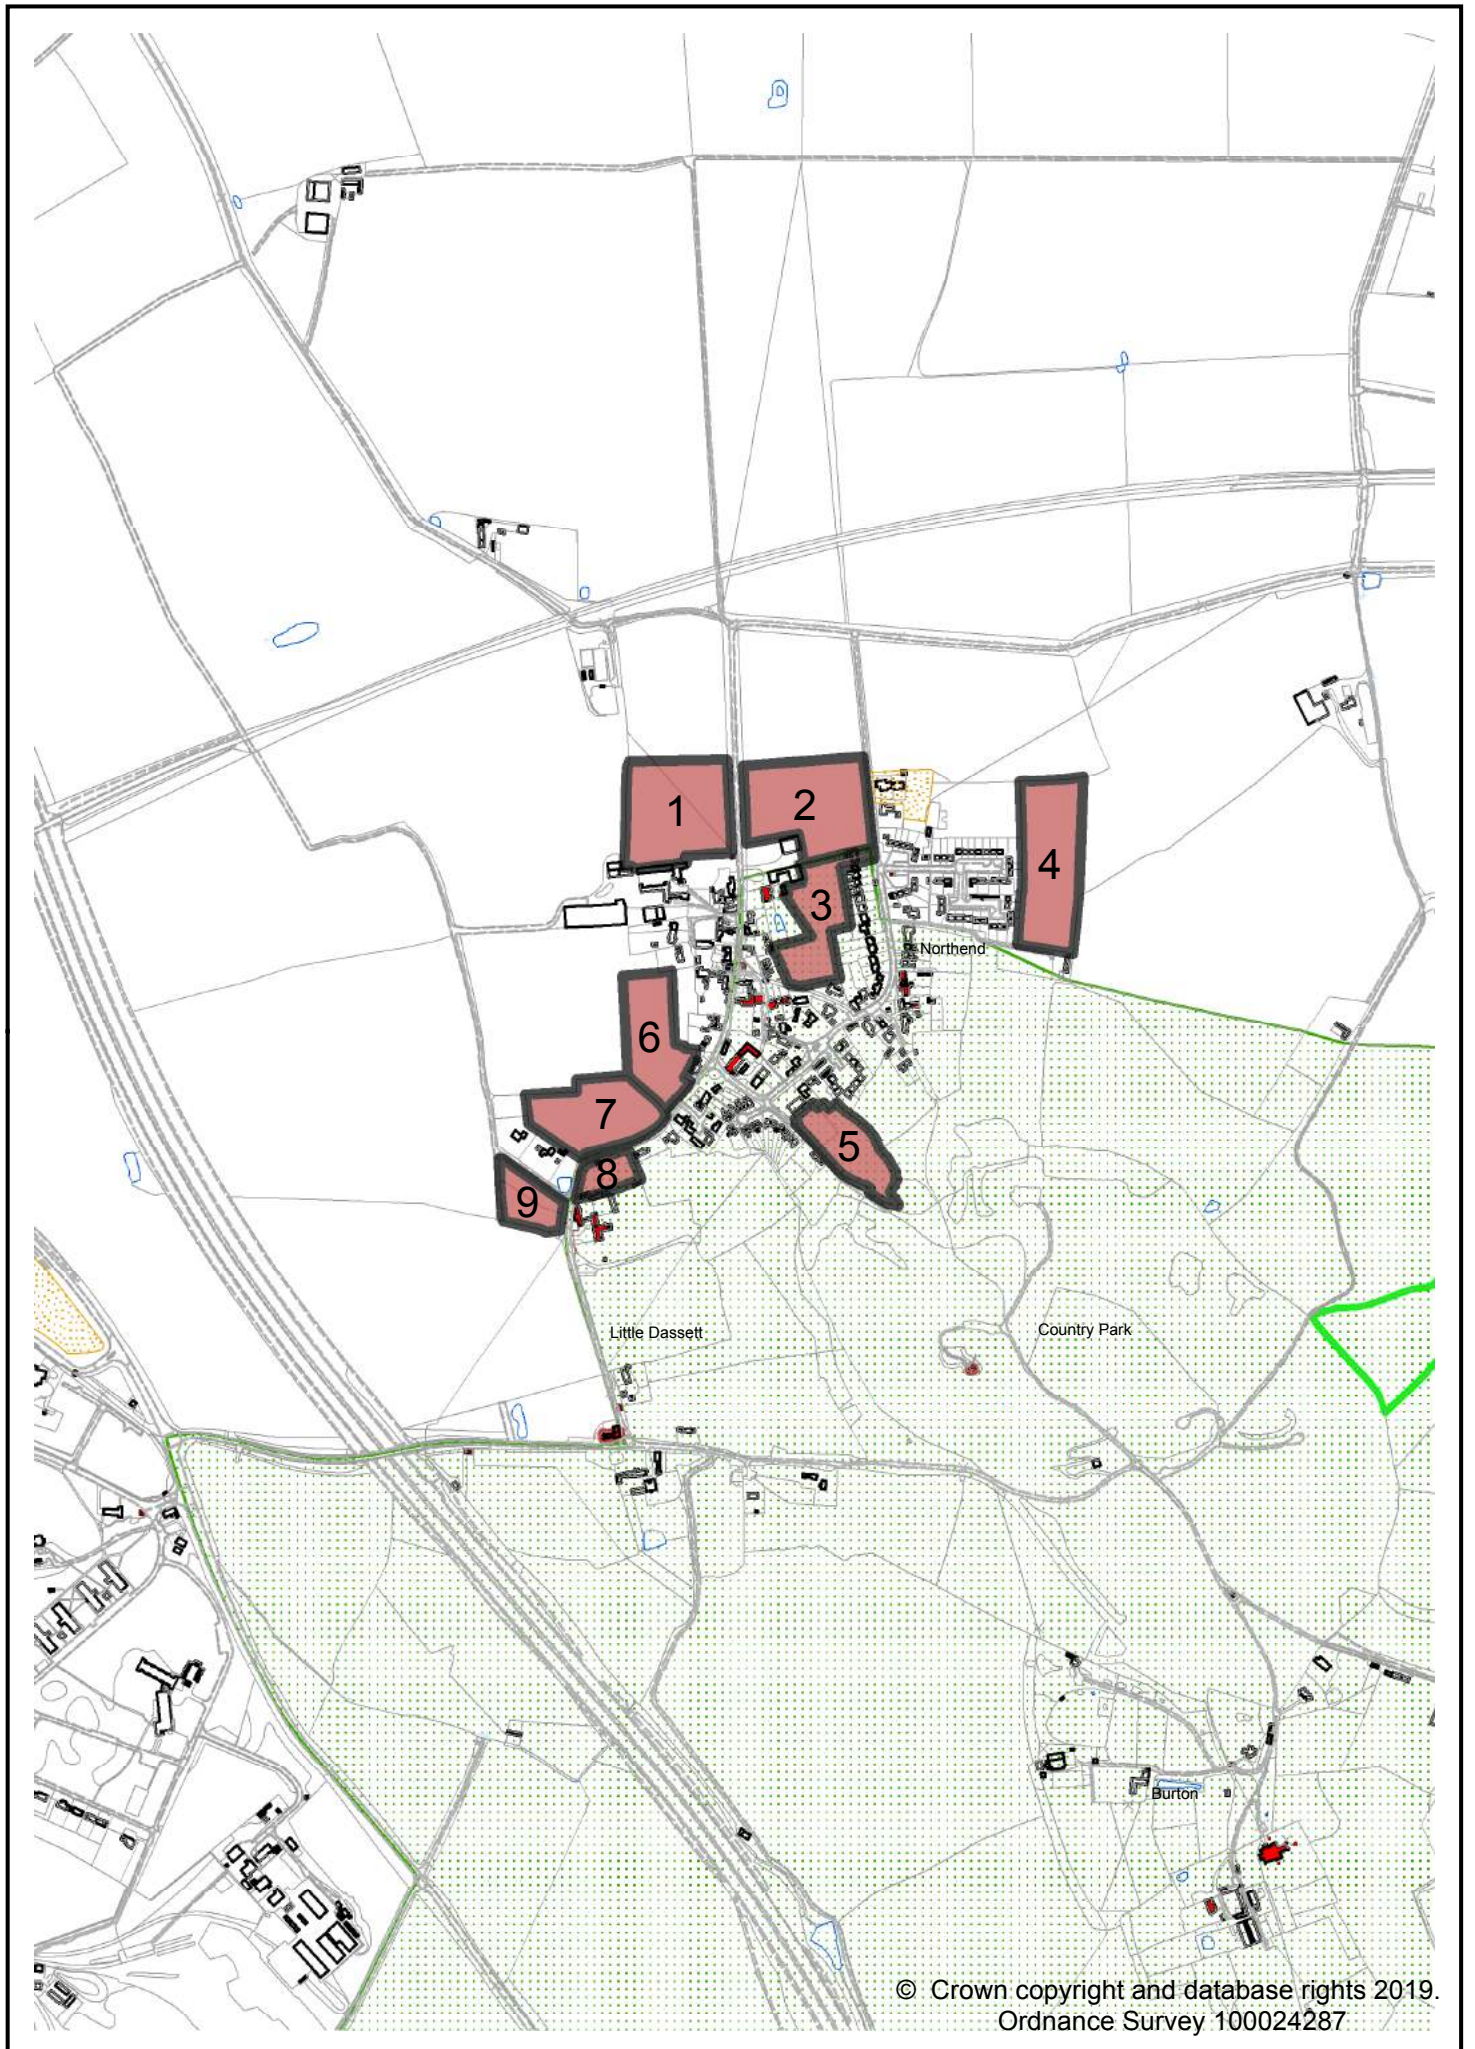 1
2
3
4
Northend
6
7
5
8
9
Little Dassett
Country Park
Burton
© Crown copyright and database rights 2019.
Ordnance Survey 100024287